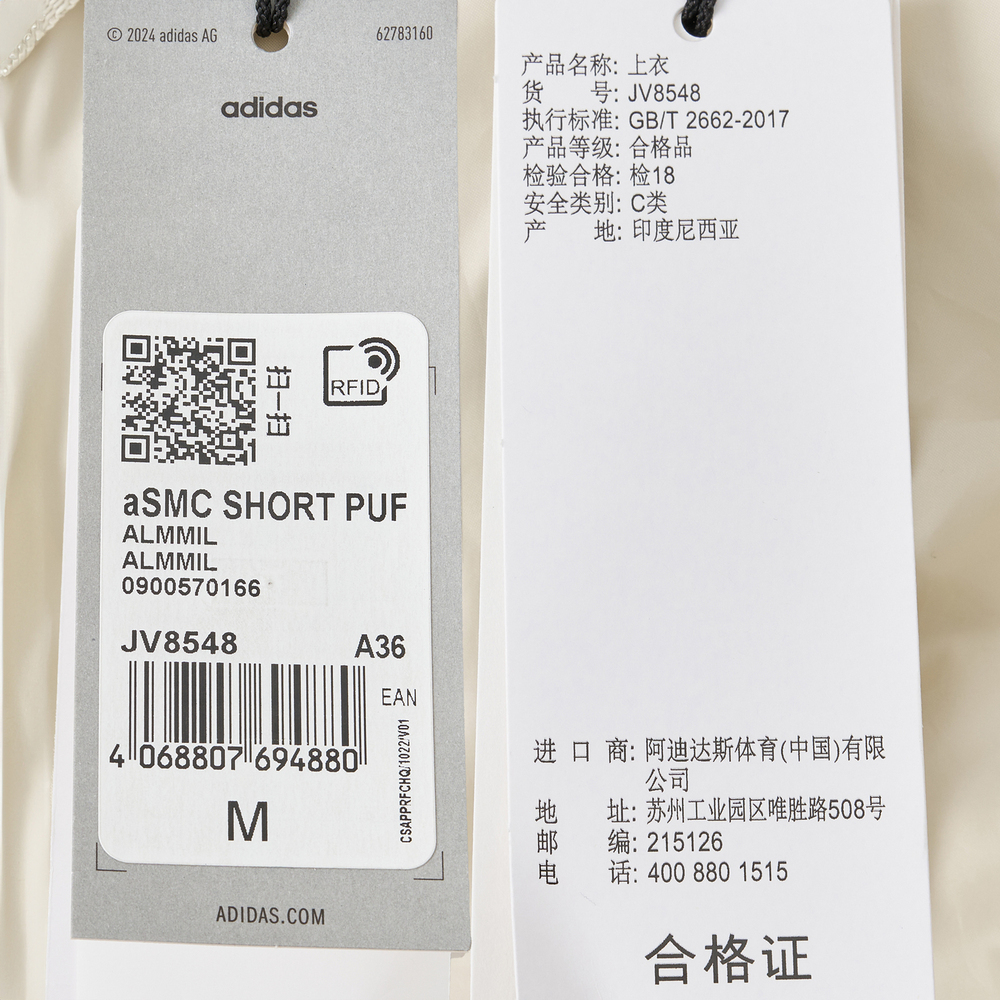 © 2024 adidas AG
62783160
adidas
扫一扫
RFID
aSMC SHORT PUF
ALMMIL
ALMMIL
0900570166
JV8548
A36
EAN
4 068807 694880
CSAPPRFCHQ/1022/V01
M
ADIDAS.COM
产品名称: 上衣
货 号: JV8548
执行标准: GB/T 2662-2017
产品等级: 合格品
检验合格: 检18
安全类别: C类
产 地: 印度尼西亚
进 口 商: 阿迪达斯体育(中国)有限
公司
地 址: 苏州工业园区唯胜路508号
邮 编: 215126
电 话: 400 880 1515
合格证